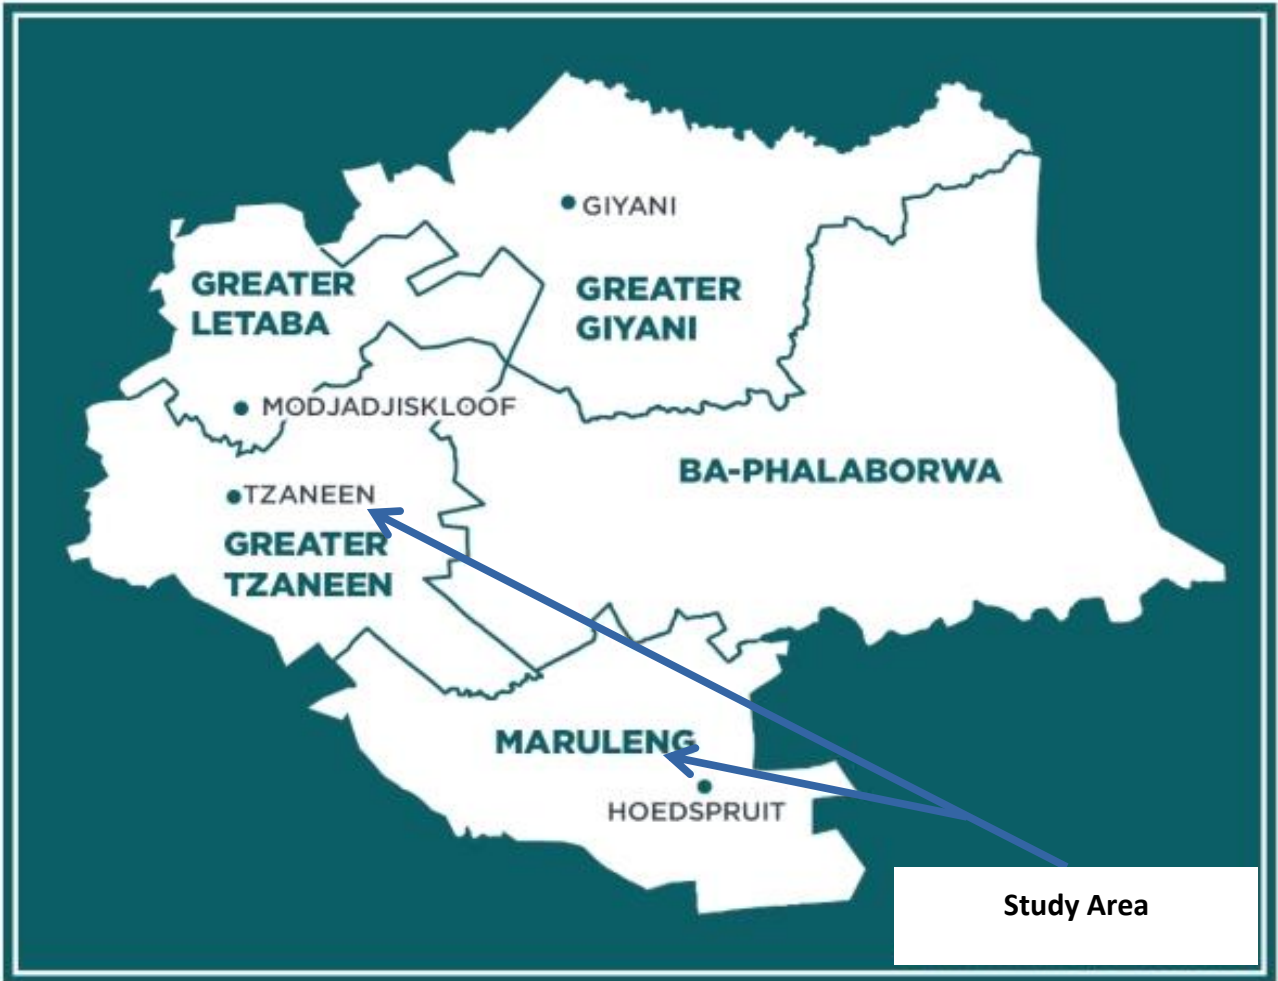 GIYANI
GREATER
LETABA
GREATER
GIYANI
MODJADJISKLOOF
BA-PHALABORWA
TZANEEN
GREATER
TZANEEN
MARULENG
HOEDSPRUIT
Study Area